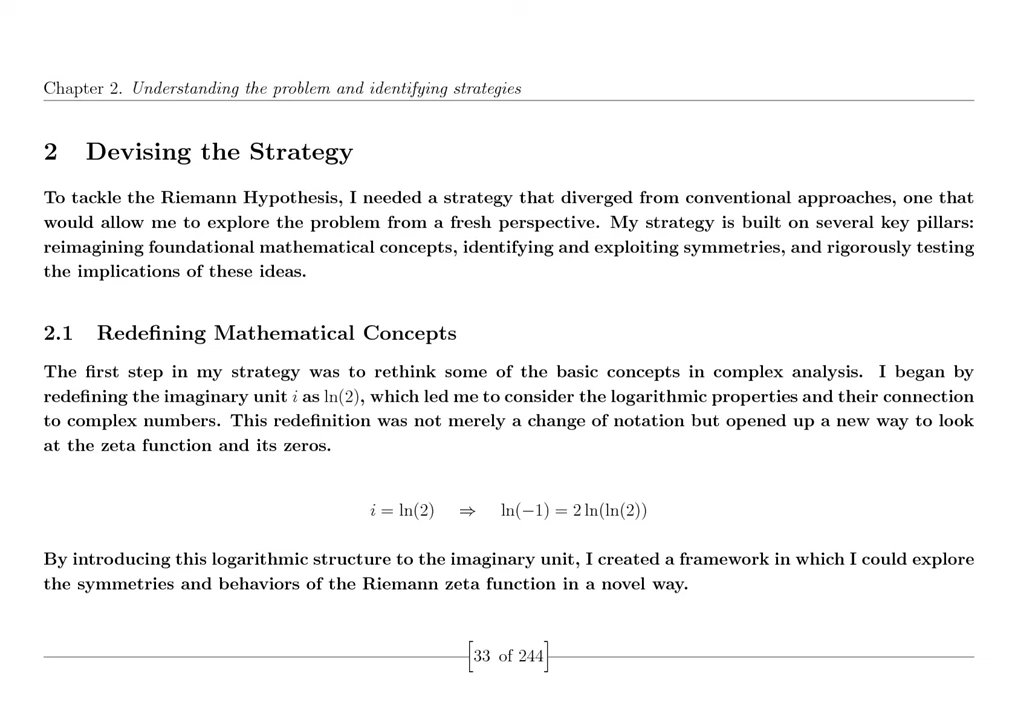 Chapter 2. Understanding the problem and identifying strategies
2 Devising the Strategy
To tackle the Riemann Hypothesis, I needed a strategy that diverged from conventional approaches, one that
would allow me to explore the problem from a fresh perspective. My strategy is built on several key pillars:
reimagining foundational mathematical concepts, identifying and exploiting symmetries, and rigorously testing
the implications of these ideas.
2.1 Redefining Mathematical Concepts
The first step in my strategy was to rethink some of the basic concepts in complex analysis. I began by
redefining the imaginary unit i as ln(2), which led me to consider the logarithmic properties and their connection
to complex numbers. This redefinition was not merely a change of notation but opened up a new way to look
at the zeta function and its zeros.
i = ln(2) ⇒ ln(−1) = 2 ln(ln(2))
By introducing this logarithmic structure to the imaginary unit, I created a framework in which I could explore
the symmetries and behaviors of the Riemann zeta function in a novel way.
[33 of 244]